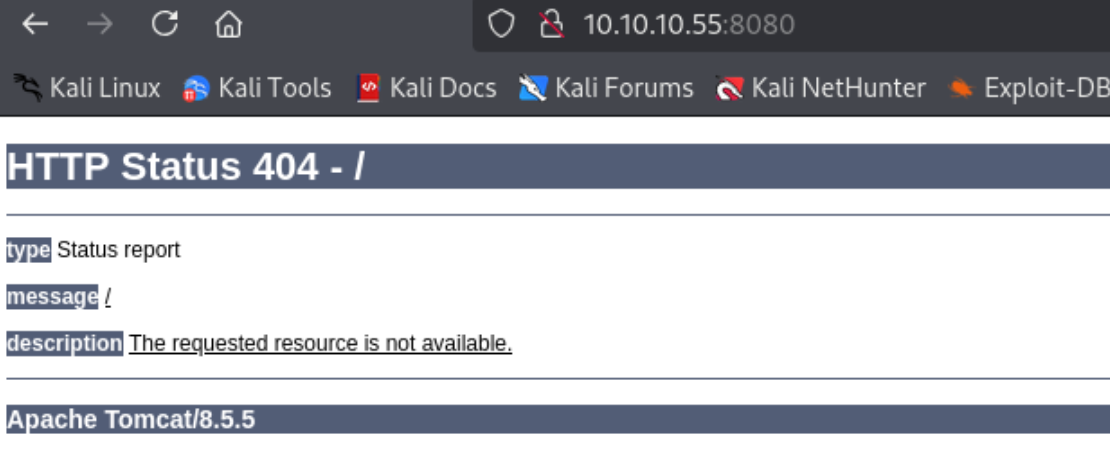 10.10.10.55:8080
Kali Linux Kali Tools Kali Docs Kali Forums Kali NetHunter Exploit-DB
HTTP Status 404 - /
type Status report
message /
description The requested resource is not available.
Apache Tomcat/8.5.5